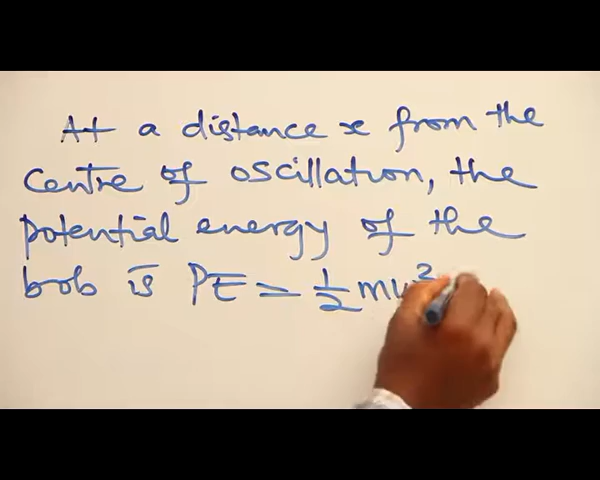 At a distance x from the
Centre of oscillation, the
potential energy of the
bob is PE = 1/2 m